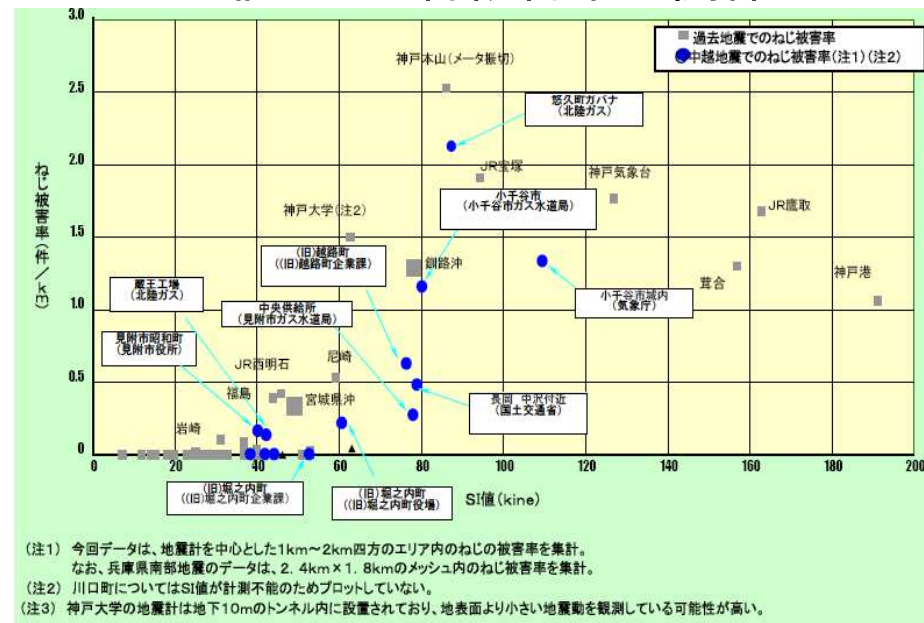 3.0
2.5
2.0
1.5
1.0
0.5
0
ねじ被害率(件/km)
過去地震でのねじ被害率
中越地震でのねじ被害率(注1)(注2)
神戸本山(メータ振切)
悠久町ガバナ
(北陸ガス)
JR宝塚
神戸気象台
小千谷市
(小千谷市ガス水道局)
JR鷹取
神戸大学(注2)
(旧)越路町
((旧)越路町企業課)
釧路沖
蔵王工場
(北陸ガス)
葺合
神戸港
小千谷市城内
(気象庁)
中央供給所
(見附市ガス水道局)
見附市昭和町
(見附市役所)
JR西明石
尼崎
長岡 中沢付近
(国土交通省)
福島
宮城県沖
岩崎
0 20 40 60 80 100 120 140 160 180 200
(旧)堀之内町
((旧)堀之内町企業課)
(旧)堀之内町
((旧)堀之内町役場)
SI値(kine)
(注1) 今回データは、地震計を中心とした1km~2km四方のエリア内のねじの被害率を集計。
なお、兵庫県南部地震のデータは、2.4km×1.8kmのメッシュ内のねじ被害率を集計。
(注2) 川口町についてはSI値が計測不能のためプロットしていない。
(注3) 神戸大学の地震計は地下10mのトンネル内に設置されており、地表面より小さい地震動を観測している可能性が高い。